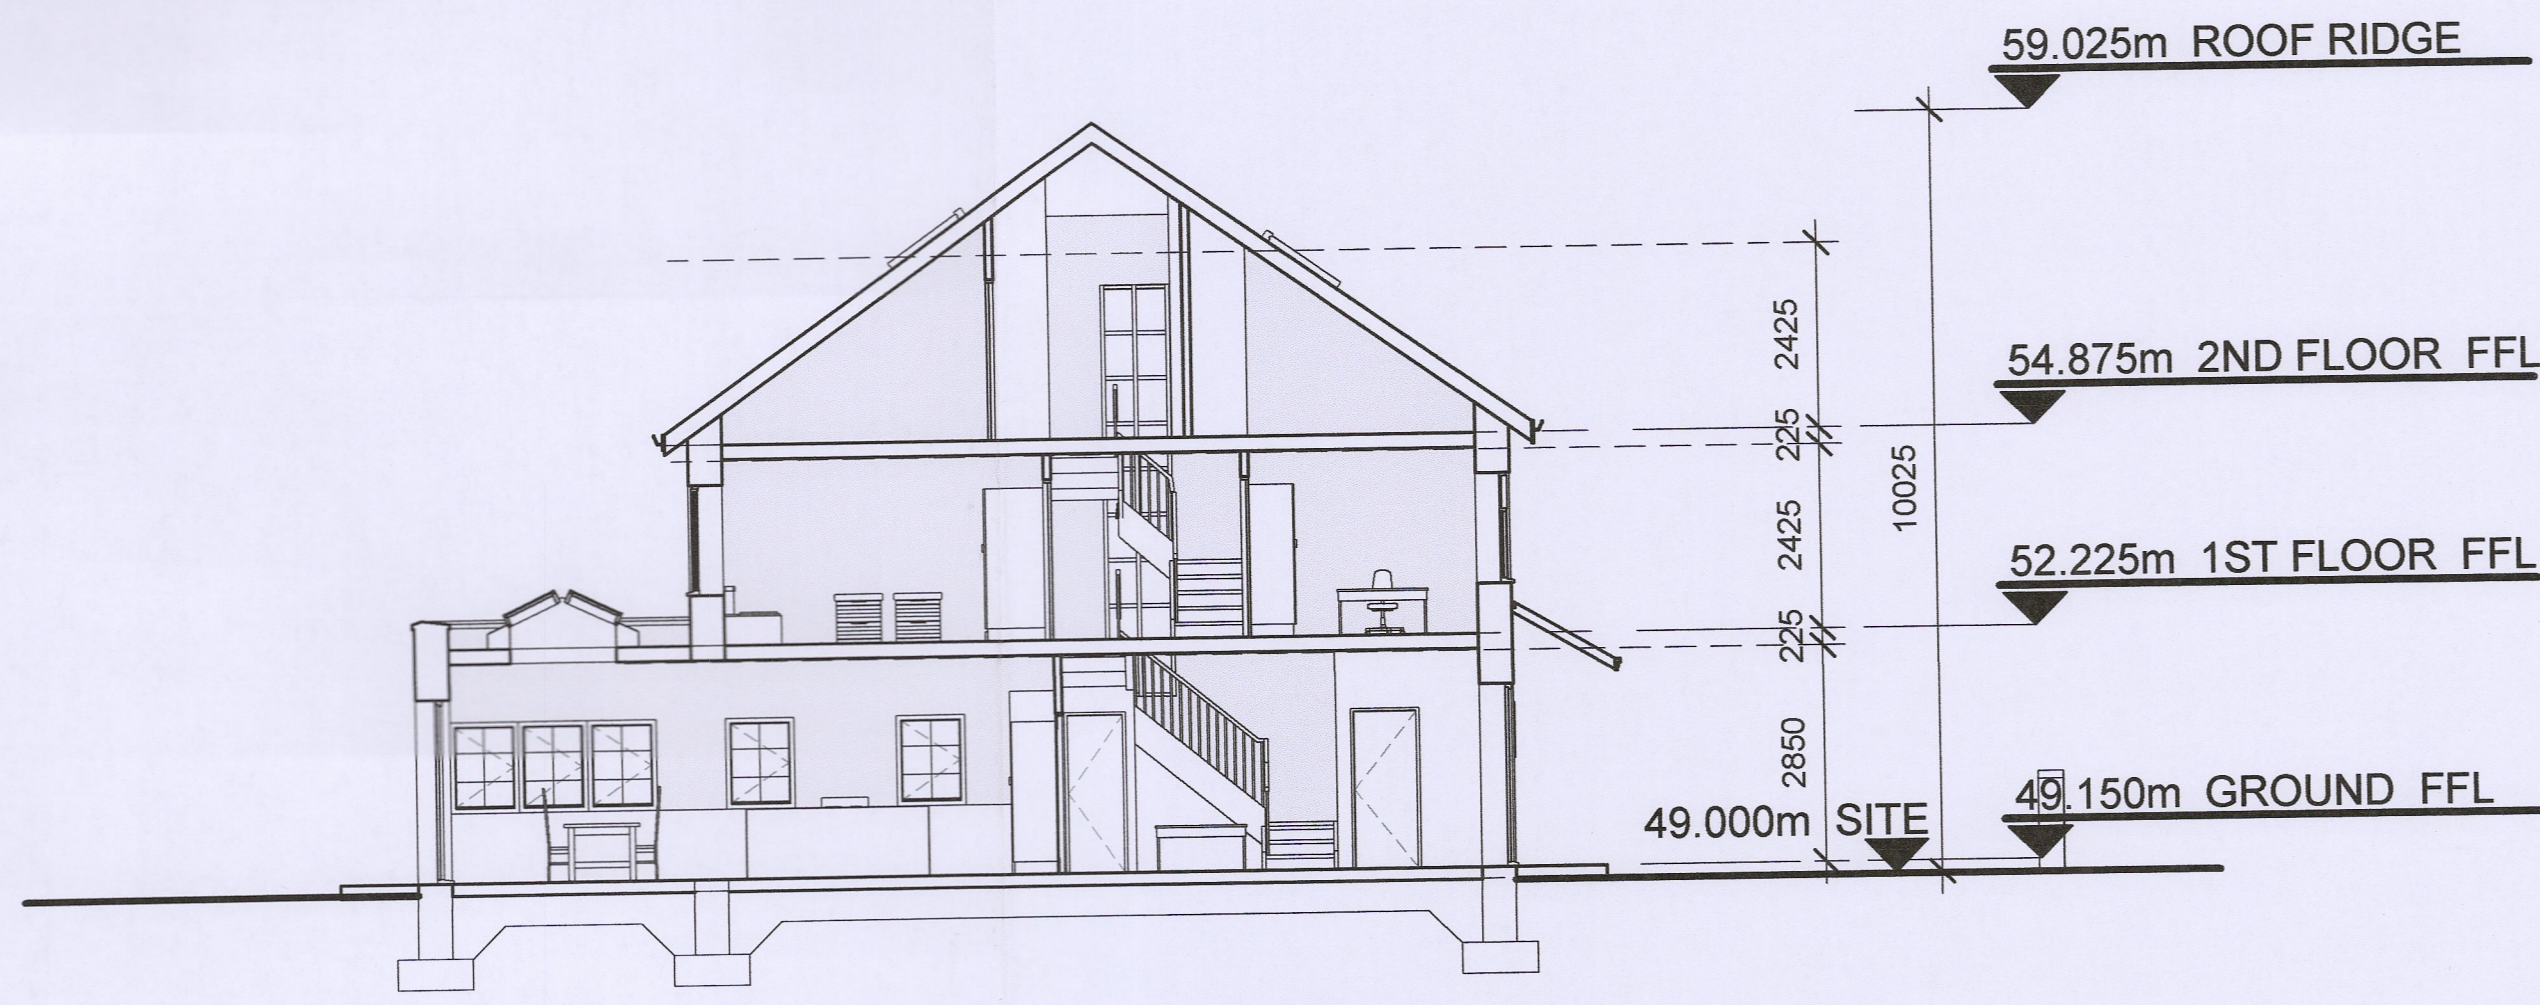 59.025m ROOF RIDGE
2425
54.875m 2ND FLOOR FFL
225
10025
2425
52.225m 1ST FLOOR FFL
225
2850
49.150m GROUND FFL
49.000m SITE